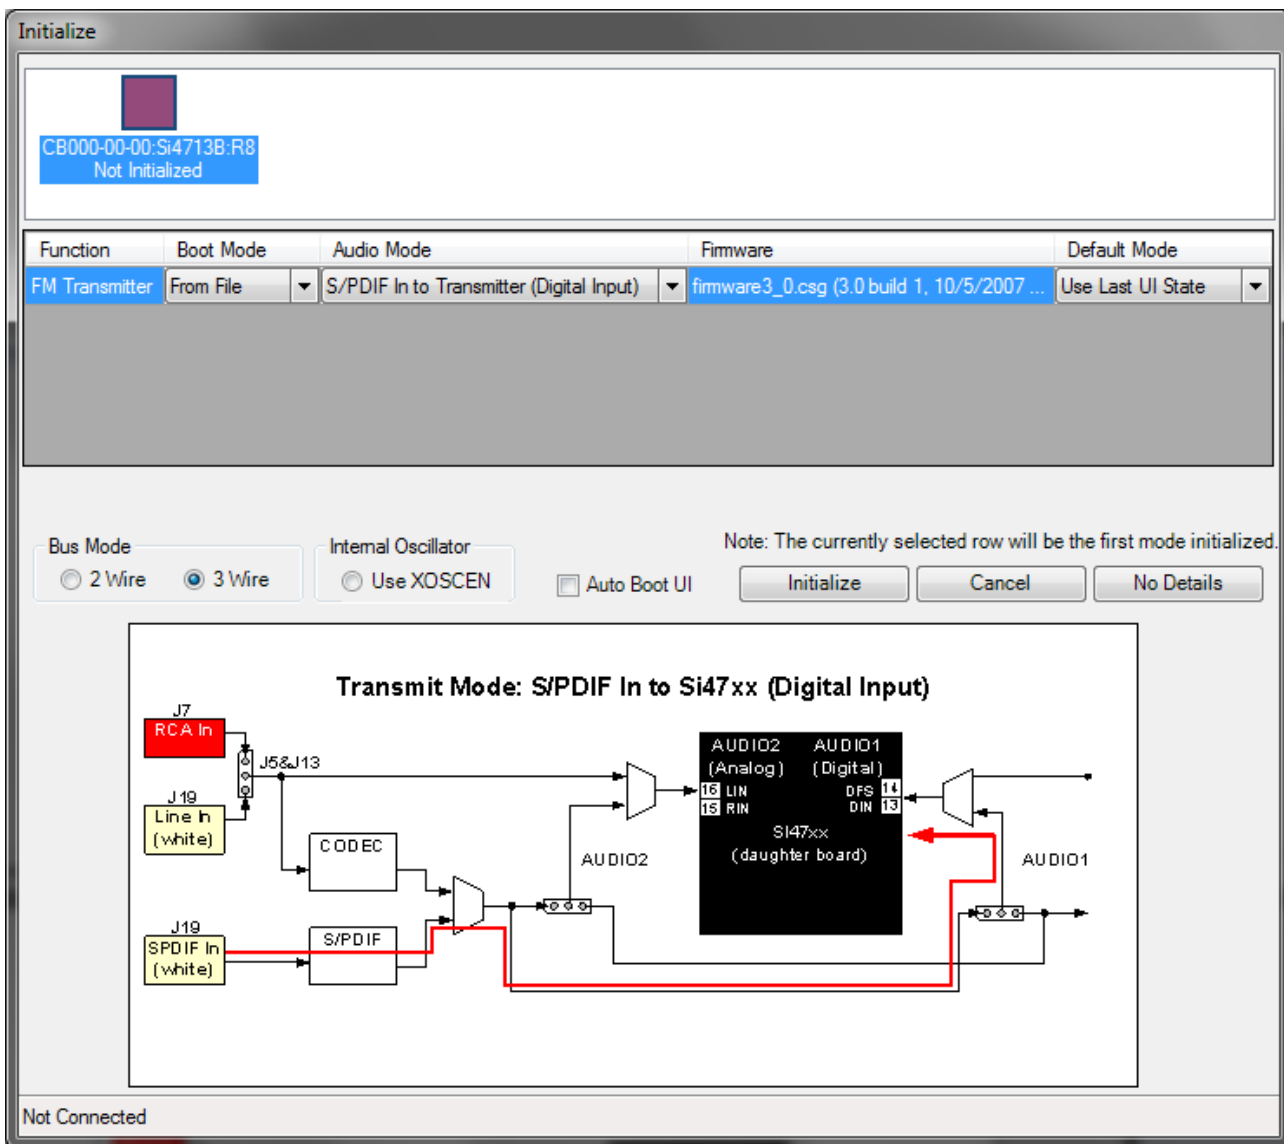 Initialize
CB000-00-00:Si4713B:R8
Not Initialized
Function Boot Mode Audio Mode Firmware Default Mode
FM Transmitter From File S/PDIF In to Transmitter (Digital Input) firmware3_0.csg (3.0 build 1, 10/5/2007 ... Use Last UI State
Note: The currently selected row will be the first mode initialized.
Bus Mode Internal Oscillator
2 Wire 3 Wire Use XOSCEN Auto Boot UI Initialize Cancel No Details
Transmit Mode: S/PDIF In to Si47xx (Digital Input)
J7
RCA In
J5&J13
J19
Line In
(white)
CODEC
J19
SPDIF In
(white)
S/PDIF
AUDIO2
AUDIO2 AUDIO1
(Analog) (Digital)
16 LIN DFS 14
15 RIN DIN 13
SI47xx
(daughter board)
AUDIO1
Not Connected